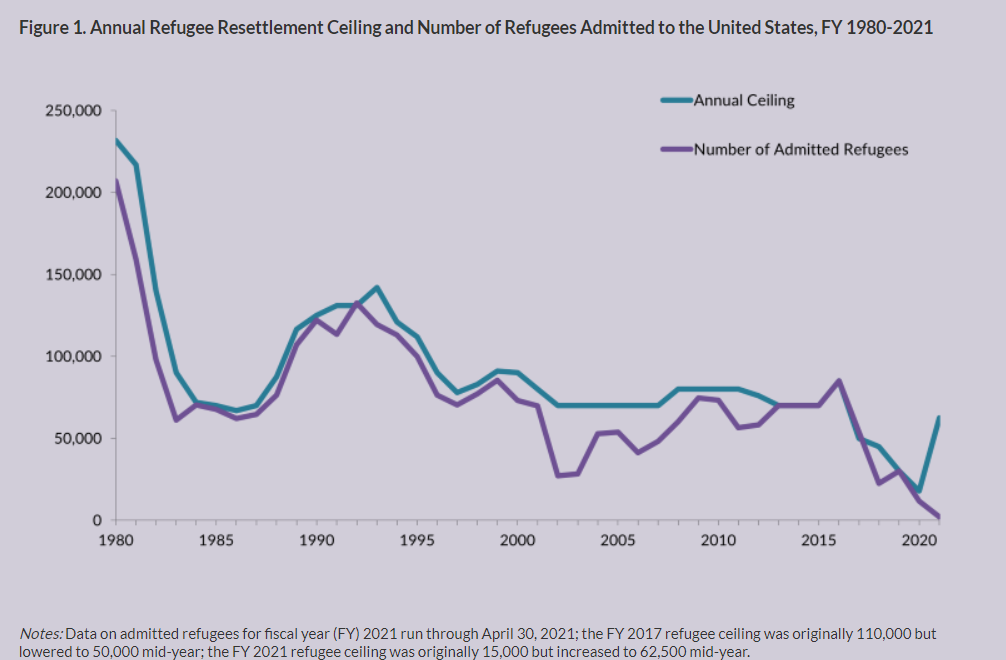 Figure 1. Annual Refugee Resettlement Ceiling and Number of Refugees Admitted to the United States, FY 1980-2021
Annual Ceiling
Number of Admitted Refugees
250,000
200,000
150,000
100,000
50,000
0
1980 1985 1990 1995 2000 2005 2010 2015 2020
Notes: Data on admitted refugees for fiscal year (FY) 2021 run through April 30, 2021; the FY 2017 refugee ceiling was originally 110,000 but
lowered to 50,000 mid-year; the FY 2021 refugee ceiling was originally 15,000 but increased to 62,500 mid-year.